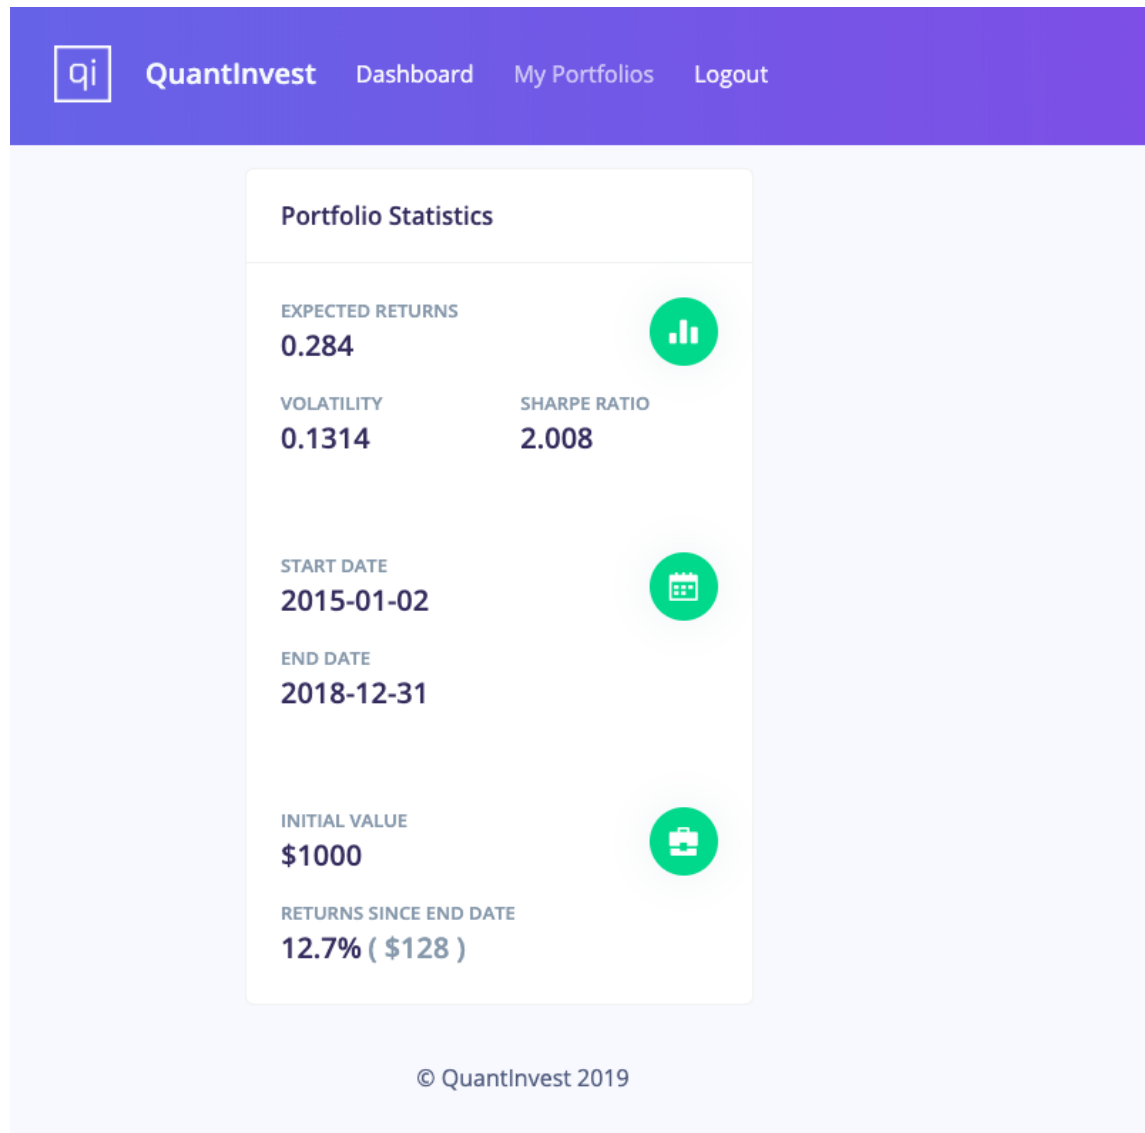 qi QuantInvest Dashboard My Portfolios Logout
Portfolio Statistics
EXPECTED RETURNS
0.284
VOLATILITY SHARPE RATIO
0.1314 2.008
START DATE
2015-01-02
END DATE
2018-12-31
INITIAL VALUE
$1000
RETURNS SINCE END DATE
12.7% ( $128 )
© QuantInvest 2019